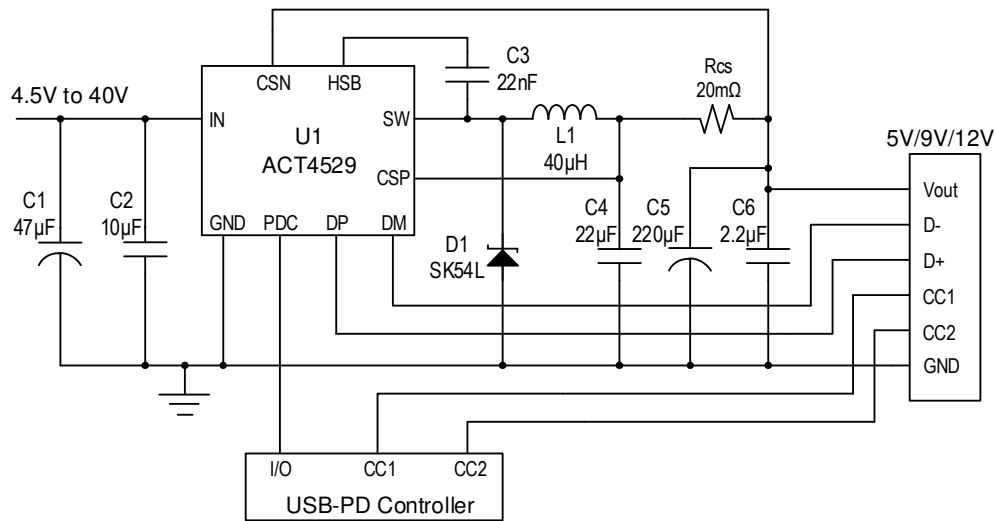 CSN
HSB
C3
22nF
Rcs
20mΩ
4.5V to 40V
IN
SW
U1
ACT4529
L1
40µH
5V/9V/12V
CSP
C1
47µF
C2
10µF
GND
PDC
DP
DM
D1
SK54L
C4
22µF
C5
220µF
C6
2.2µF
Vout
D-
D+
CC1
CC2
GND
I/O
CC1
CC2
USB-PD Controller